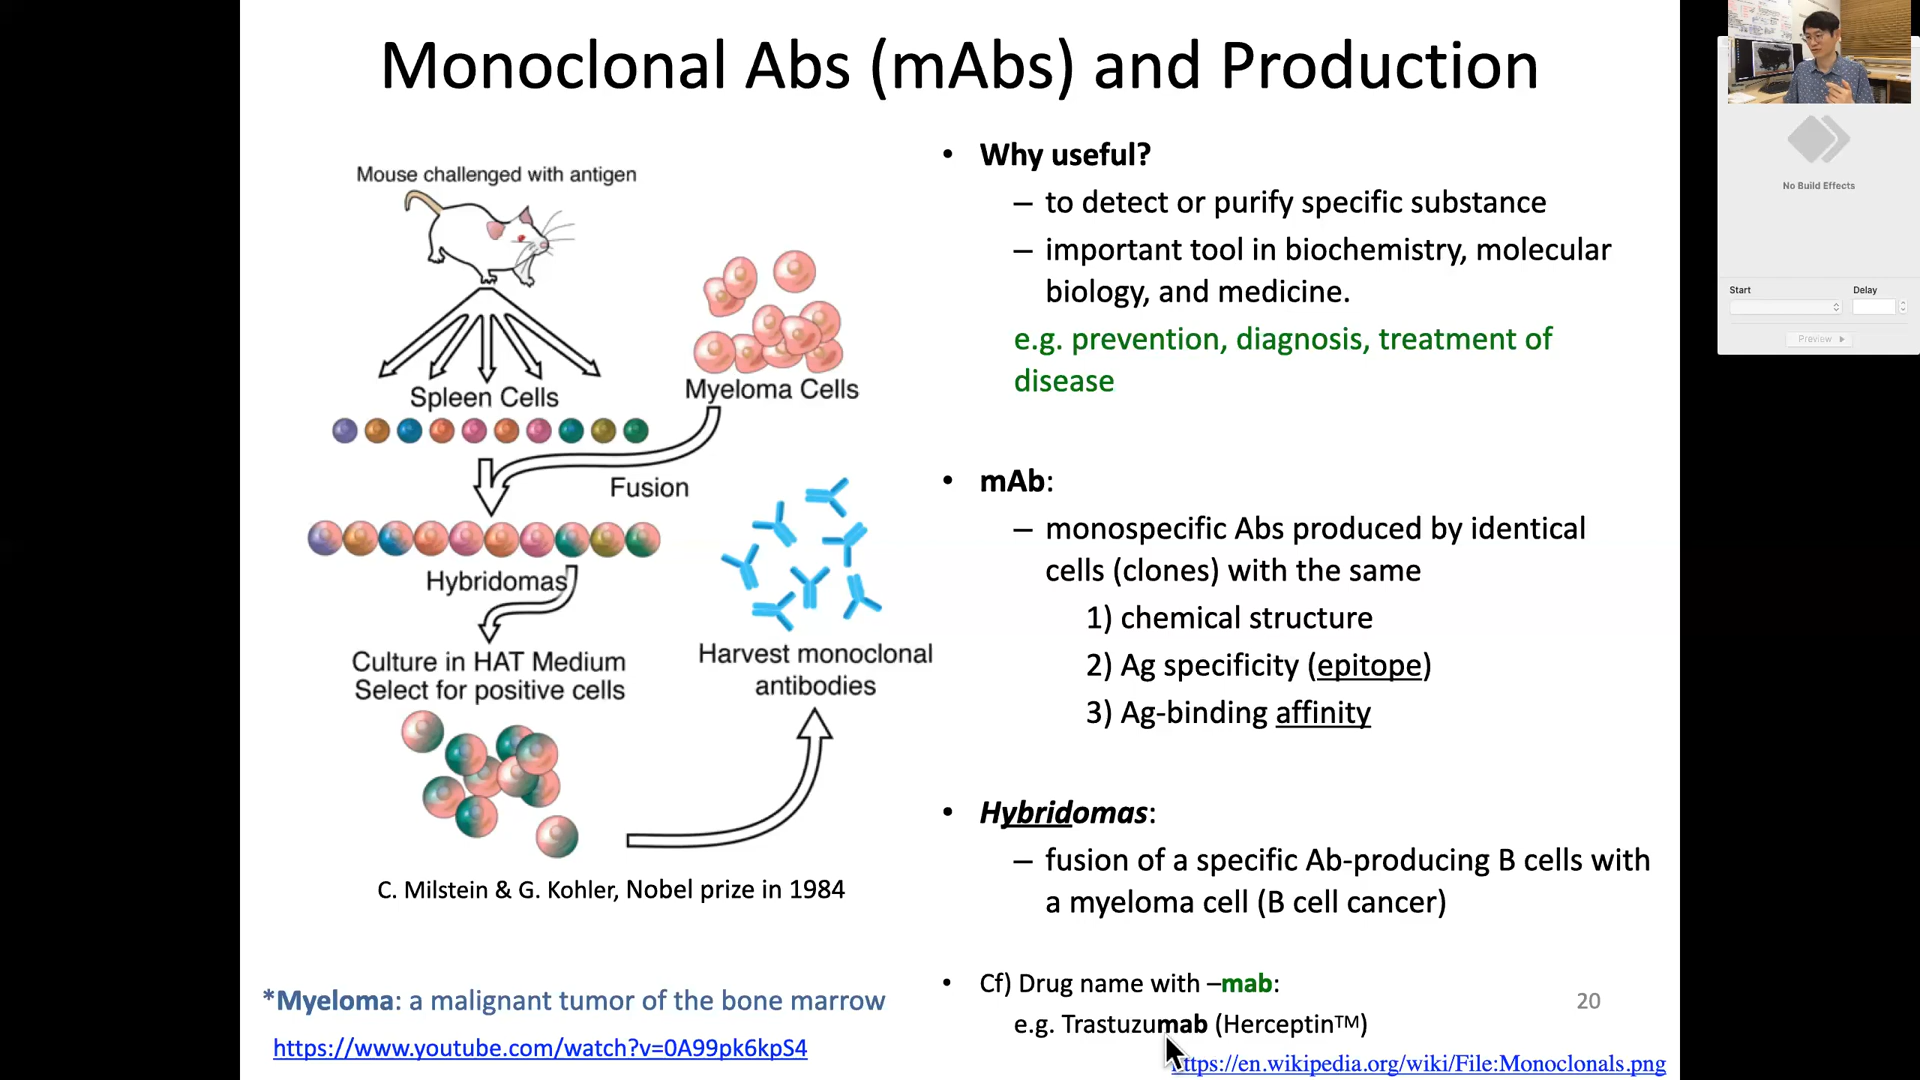 Monoclonal Abs (mAbs) and Production
Mouse challenged with antigen
Spleen Cells
Myeloma Cells
Fusion
Hybridomas
Culture in HAT Medium
Select for positive cells
Harvest monoclonal
antibodies
C. Milstein & G. Kohler, Nobel prize in 1984
*Myeloma: a malignant tumor of the bone marrow
https://www.youtube.com/watch?v=0A99pk6kpS4
• Why useful?
– to detect or purify specific substance
– important tool in biochemistry, molecular
biology, and medicine.
e.g. prevention, diagnosis, treatment of
disease
• mAb:
– monospecific Abs produced by identical
cells (clones) with the same
1) chemical structure
2) Ag specificity (epitope)
3) Ag-binding affinity
• Hybridomas:
– fusion of a specific Ab-producing B cells with
a myeloma cell (B cell cancer)
• Cf) Drug name with –mab:
e.g. Trastuzumab (Herceptin™)
20
https://en.wikipedia.org/wiki/File:Monoclonals.png
No Build Effects
Start
Delay
Preview